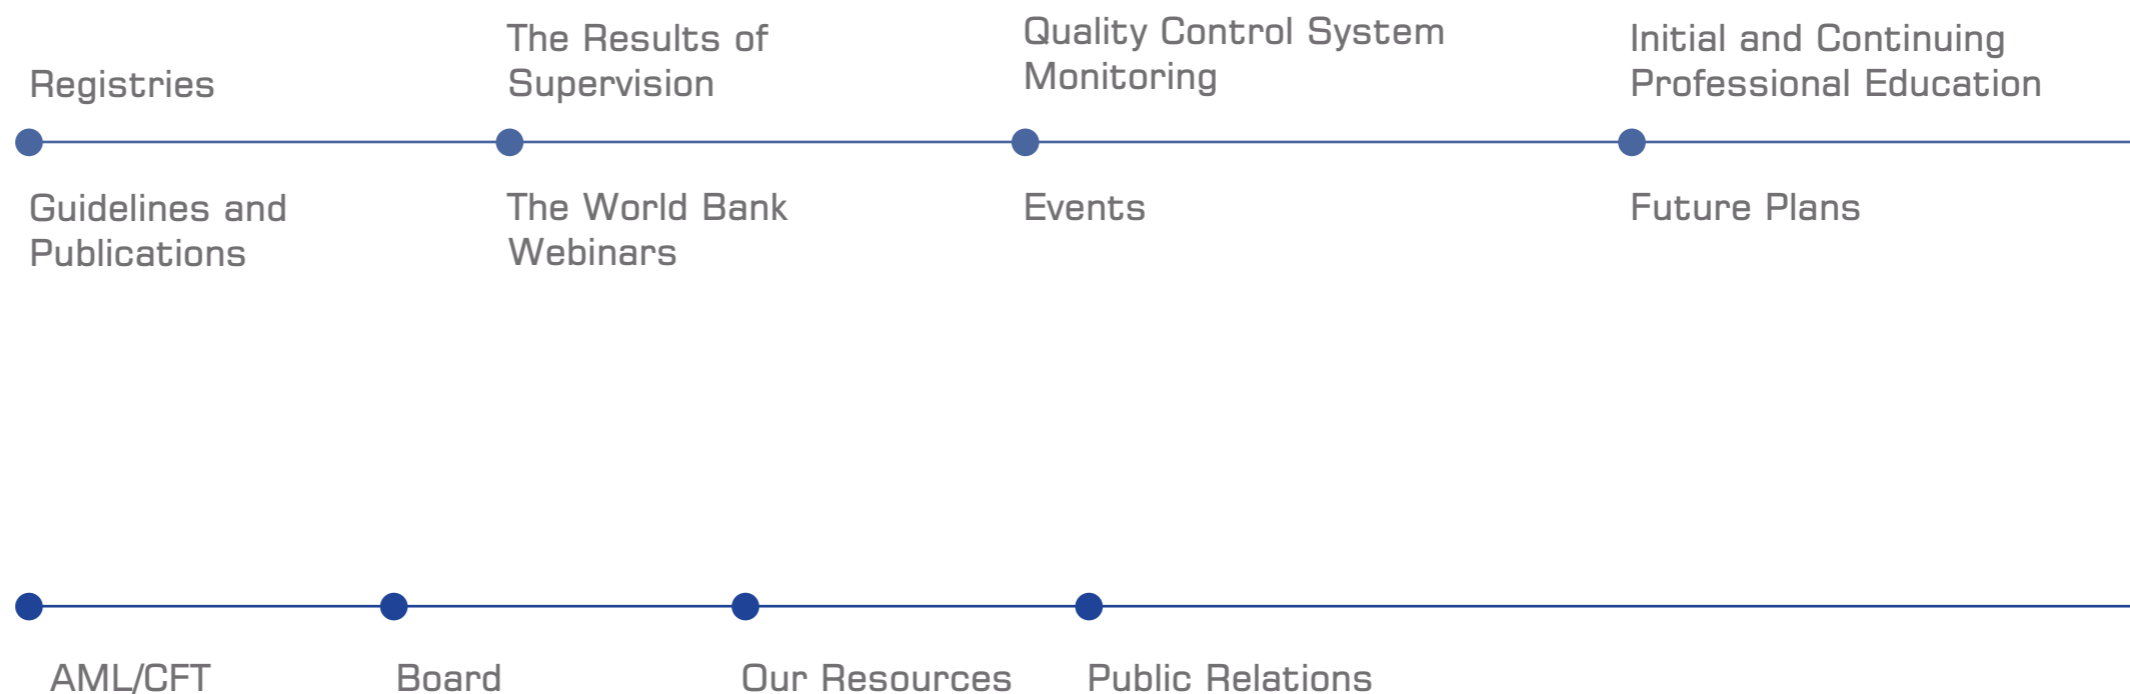 Registries
The Results of
Supervision
Quality Control System
Monitoring
Initial and Continuing
Professional Education
Guidelines and
Publications
The World Bank
Webinars
Events
Future Plans
AML/CFT
Board
Our Resources
Public Relations